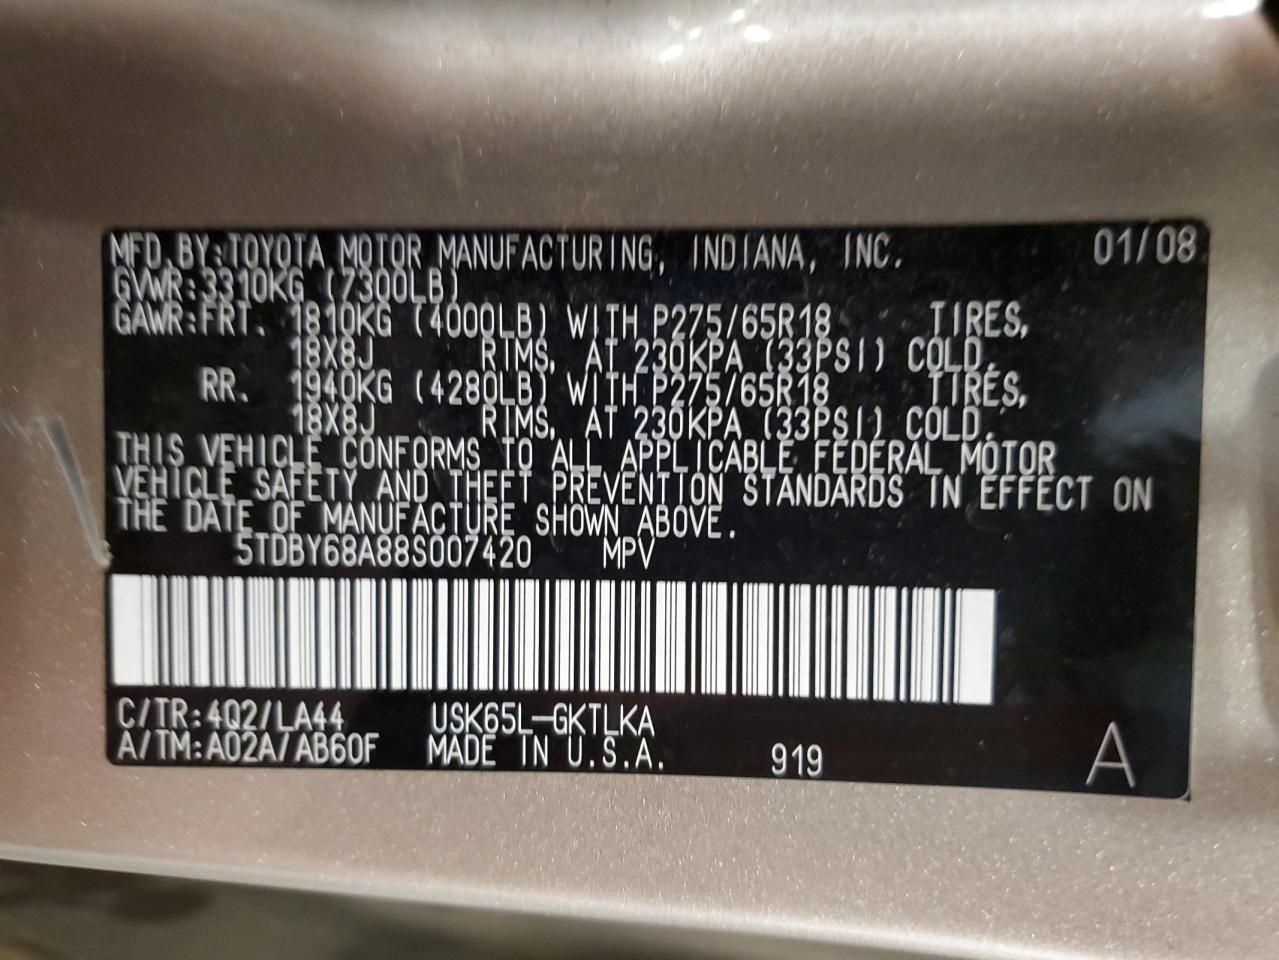 MFD. BY:TOYOTA MOTOR MANUFACTURING, INDIANA, INC. 01/08
GVWR:3310KG (7300LB)
GAWR:FRT. 1810KG (4000LB) WITH P275/65R18 TIRES,
18X8J RIMS, AT 230KPA (33PSI) COLD.
RR. 1940KG (4280LB) WITH P275/65R18 TIRES,
18X8J RIMS, AT 230KPA (33PSI) COLD.
THIS VEHICLE CONFORMS TO ALL APPLICABLE FEDERAL MOTOR
VEHICLE SAFETY AND THEFT PREVENTION STANDARDS IN EFFECT ON
THE DATE OF MANUFACTURE SHOWN ABOVE.
5TDBY68A88S007420 MPV
C/TR:4Q2/LA44 USK65L-GKTLKA
A/TM:A02A/AB60F MADE IN U.S.A. 919 A